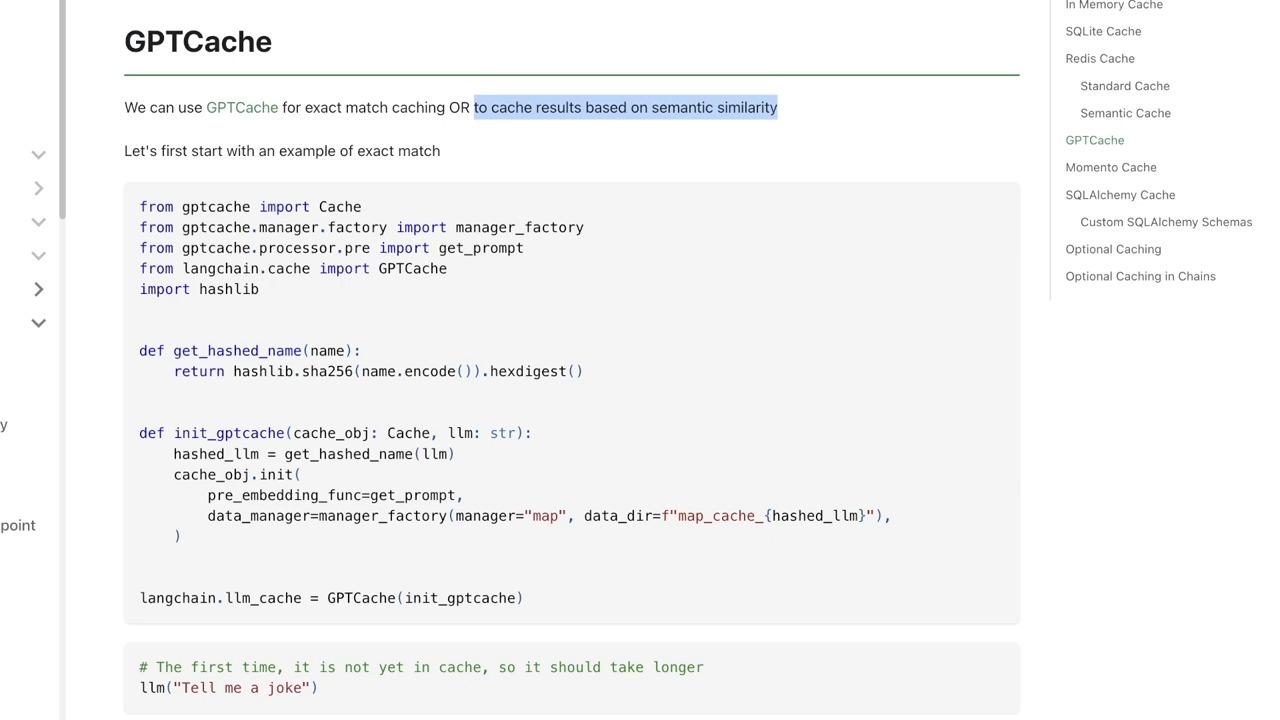 GPTCache
We can use GPTCache for exact match caching OR to cache results based on semantic similarity
Let's first start with an example of exact match
from gptcache import Cache
from gptcache.manager.factory import manager_factory
from gptcache.processor.pre import get_prompt
from langchain.cache import GPTCache
import hashlib
def get_hashed_name(name):
    return hashlib.sha256(name.encode()).hexdigest()
def init_gptcache(cache_obj: Cache, llm: str):
    hashed_llm = get_hashed_name(llm)
    cache_obj.init(
        pre_embedding_func=get_prompt,
        data_manager=manager_factory(manager="map", data_dir=f"map_cache_{hashed_llm}"),
    )
langchain.llm_cache = GPTCache(init_gptcache)
# The first time, it is not yet in cache, so it should take longer
llm("Tell me a joke")
In Memory Cache
SQLite Cache
Redis Cache
Standard Cache
Semantic Cache
GPTCache
Momento Cache
SQLAlchemy Cache
Custom SQLAlchemy Schemas
Optional Caching
Optional Caching in Chains
y
point